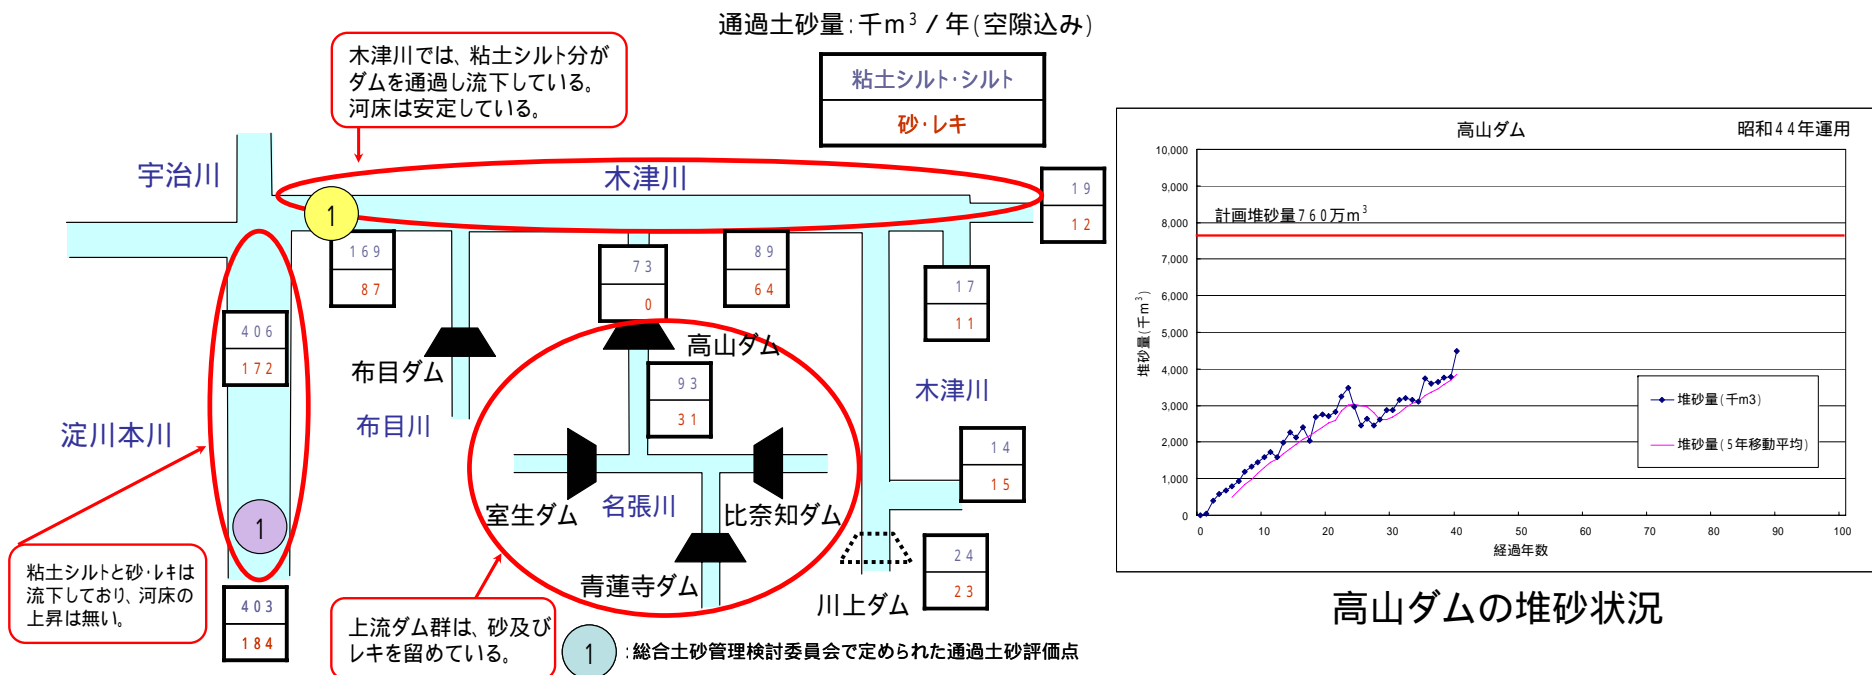 通過土砂量:千m³/年(空隙込み)
粘土シルト･シルト
砂･レキ
木津川では、粘土シルト分が
ダムを通過し流下している。
河床は安定している。
宇治川
木津川
1
19
12
169
87
73
0
89
64
17
11
406
172
布目ダム
布目川
高山ダム
93
31
木津川
淀川本川
14
15
室生ダム
名張川
比奈知ダム
1
青蓮寺ダム
川上ダム
24
23
粘土シルトと砂･レキは
流下しており、河床の
上昇は無い。
403
184
上流ダム群は、砂及び
レキを留めている。
1
:総合土砂管理検討委員会で定められた通過土砂評価点
高山ダム
昭和44年運用
10,000
9,000
8,000
7,000
6,000
5,000
4,000
3,000
2,000
1,000
0
計画堆砂量760万m³
堆砂量(千m³)
堆砂量(千m3)
堆砂量(5年移動平均)
0 10 20 30 40 50 60 70 80 90 100
経過年数
高山ダムの堆砂状況